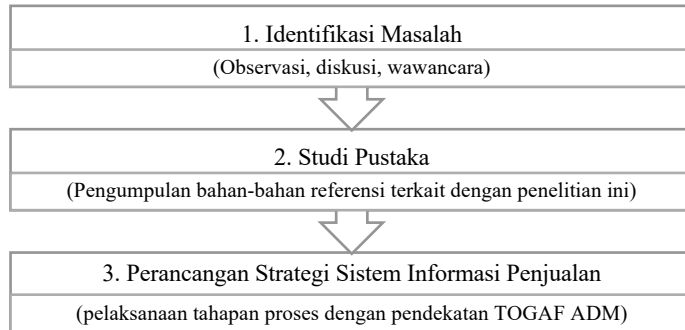 1. Identifikasi Masalah
(Observasi, diskusi, wawancara)
2. Studi Pustaka
(Pengumpulan bahan-bahan referensi terkait dengan penelitian ini)
3. Perancangan Strategi Sistem Informasi Penjualan
(pelaksanaan tahapan proses dengan pendekatan TOGAF ADM)